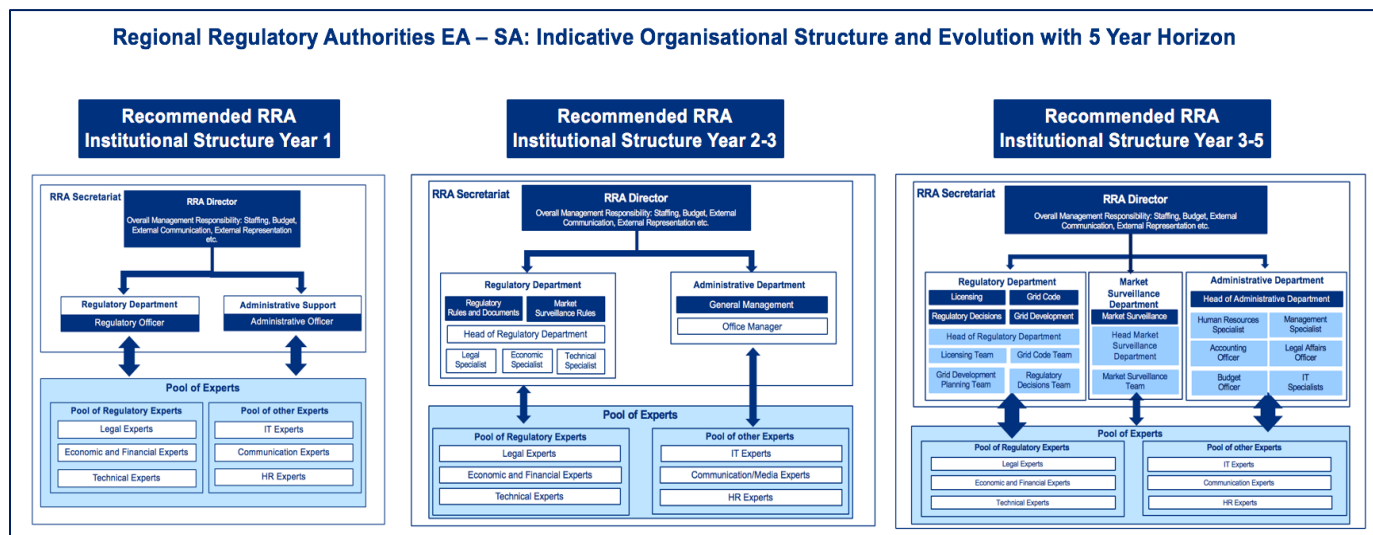 Regional Regulatory Authorities EA – SA: Indicative Organisational Structure and Evolution with 5 Year Horizon
Recommended RRA
Institutional Structure Year 1
RRA Secretariat
RRA Director
Overall Management Responsibility: Staffing, Budget,
External Communication, External Representation
etc.
Regulatory Department
Regulatory Officer
Administrative Support
Administrative Officer
Pool of Experts
Pool of Regulatory Experts
Legal Experts
Economic and Financial Experts
Technical Experts
Pool of other Experts
IT Experts
Communication Experts
HR Experts
Recommended RRA
Institutional Structure Year 2-3
RRA Secretariat
RRA Director
Overall Management Responsibility: Staffing, Budget, External
Communication, External Representation etc.
Regulatory Department
Regulatory
Rules and Documents
Market
Surveillance Rules
Head of Regulatory Department
Legal
Specialist
Economic
Specialist
Technical
Specialist
Administrative Department
General Management
Office Manager
Pool of Experts
Pool of Regulatory Experts
Legal Experts
Economic and Financial Experts
Technical Experts
Pool of other Experts
IT Experts
Communication/Media Experts
HR Experts
Recommended RRA
Institutional Structure Year 3-5
RRA Secretariat
RRA Director
Overall Management Responsibility: Staffing, Budget, External
Communication, External Representation etc.
Regulatory Department
Licensing
Grid Code
Regulatory Decisions
Grid Development
Head of Regulatory Department
Licensing Team
Grid Code Team
Grid Development
Planning Team
Regulatory
Decisions Team
Market
Surveillance
Department
Market Surveillance
Head Market
Surveillance
Department
Market Surveillance
Team
Administrative Department
Head of Administrative Department
Human Resources
Specialist
Management
Specialist
Accounting
Officer
Legal Affairs
Officer
Budget
Officer
IT
Specialists
Pool of Experts
Pool of Regulatory Experts
Legal Experts
Economic and Financial Experts
Technical Experts
Pool of other Experts
IT Experts
Communication Experts
HR Experts